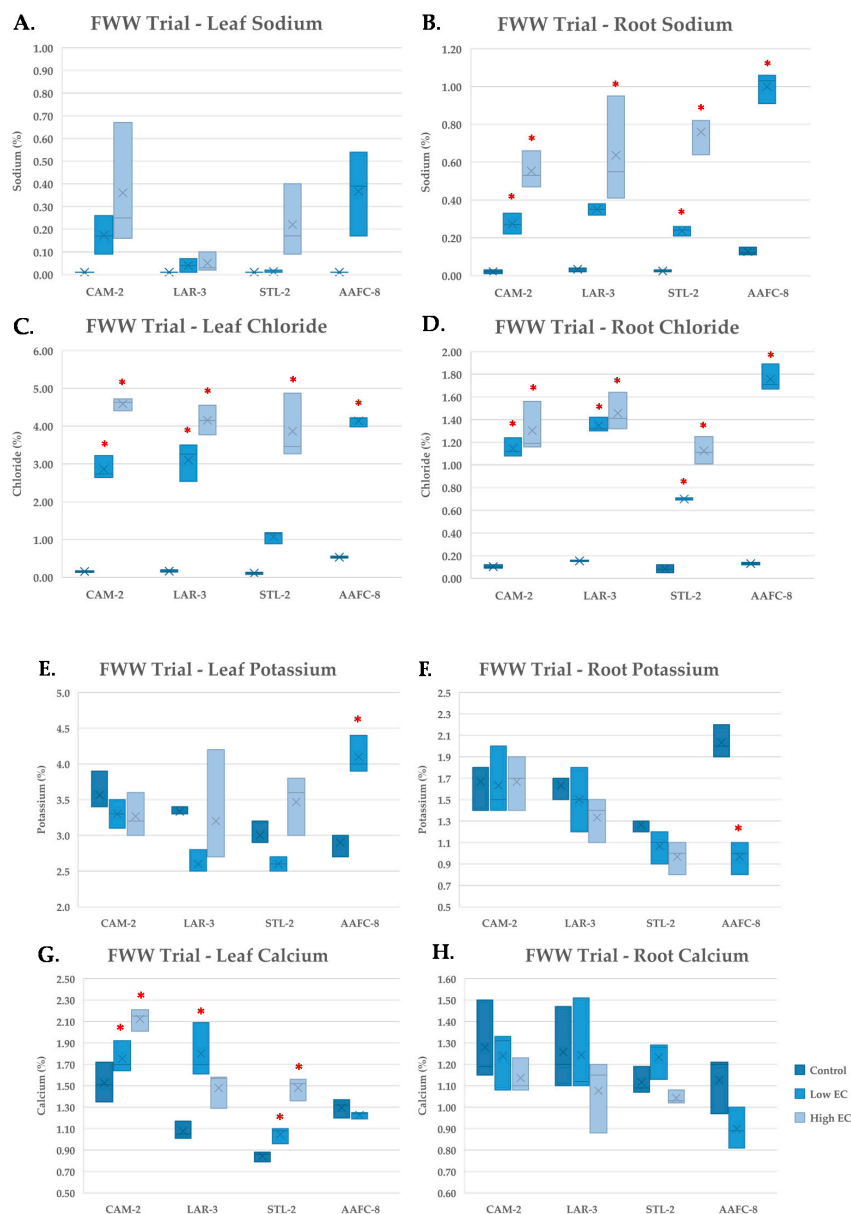 A. FWW Trial - Leaf Sodium
1.00
0.90
0.80
0.70
0.60
0.50
0.40
0.30
0.20
0.10
0.00
Sodium (%)
CAM-2 LAR-3 STL-2 AAFC-8
B. FWW Trial - Root Sodium
1.20
1.00
0.80
0.60
0.40
0.20
0.00
Sodium (%)
* * * * * *
CAM-2 LAR-3 STL-2 AAFC-8
C. FWW Trial - Leaf Chloride
6.00
5.00
4.00
3.00
2.00
1.00
0.00
Chloride (%)
* * * * * *
CAM-2 LAR-3 STL-2 AAFC-8
D. FWW Trial - Root Chloride
2.00
1.80
1.60
1.40
1.20
1.00
0.80
0.60
0.40
0.20
0.00
Chloride (%)
* * * * * * *
CAM-2 LAR-3 STL-2 AAFC-8
E. FWW Trial - Leaf Potassium
5.0
4.5
4.0
3.5
3.0
2.5
2.0
Potassium (%)
*
CAM-2 LAR-3 STL-2 AAFC-8
F. FWW Trial - Root Potassium
2.5
2.3
2.1
1.9
1.7
1.5
1.3
1.1
0.9
0.7
0.5
Potassium (%)
*
CAM-2 LAR-3 STL-2 AAFC-8
G. FWW Trial - Leaf Calcium
2.50
2.30
2.10
1.90
1.70
1.50
1.30
1.10
0.90
0.70
0.50
Calcium (%)
* * * * *
CAM-2 LAR-3 STL-2 AAFC-8
H. FWW Trial - Root Calcium
1.60
1.50
1.40
1.30
1.20
1.10
1.00
0.90
0.80
0.70
0.60
Calcium (%)
CAM-2 LAR-3 STL-2 AAFC-8
Control
Low EC
High EC